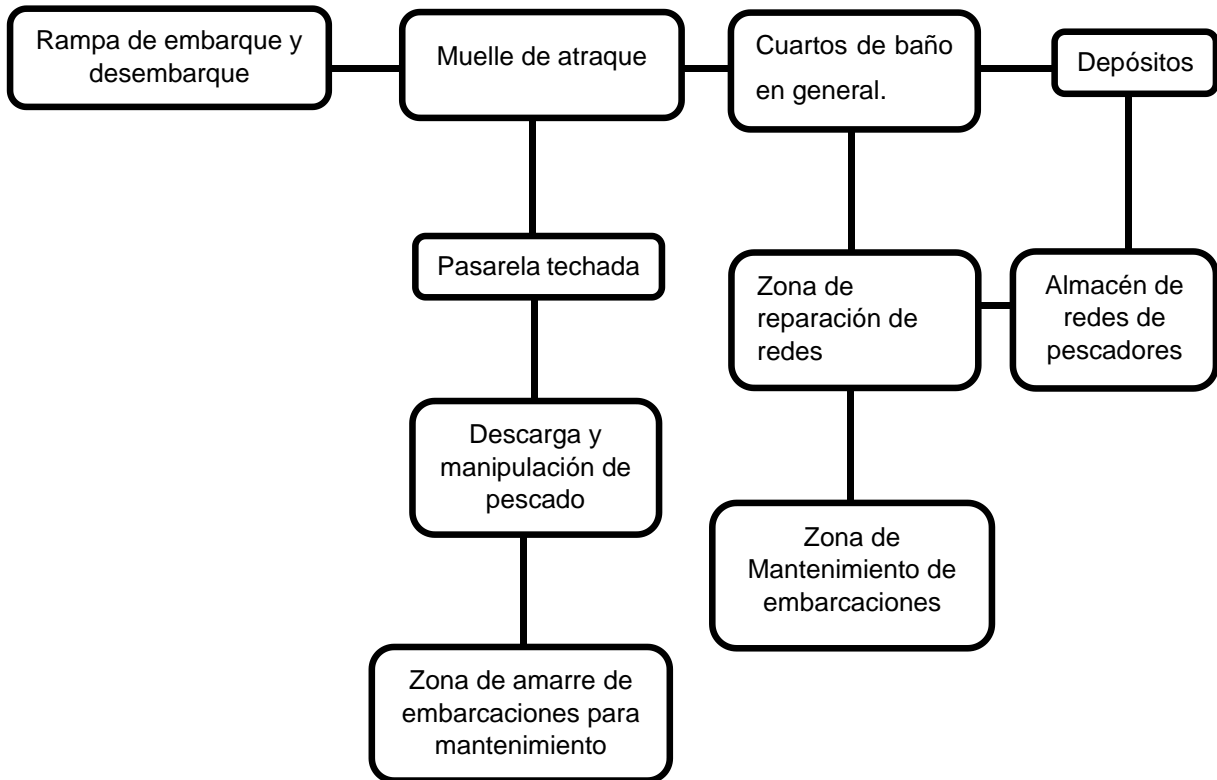 Rampa de embarque y
desembarque
Muelle de atraque
Cuartos de baño
en general.
Depósitos
Pasarela techada
Zona de
reparación de
redes
Almacén de
redes de
pescadores
Descarga y
manipulación de
pescado
Zona de
Mantenimiento de
embarcaciones
Zona de amarre de
embarcaciones para
mantenimiento